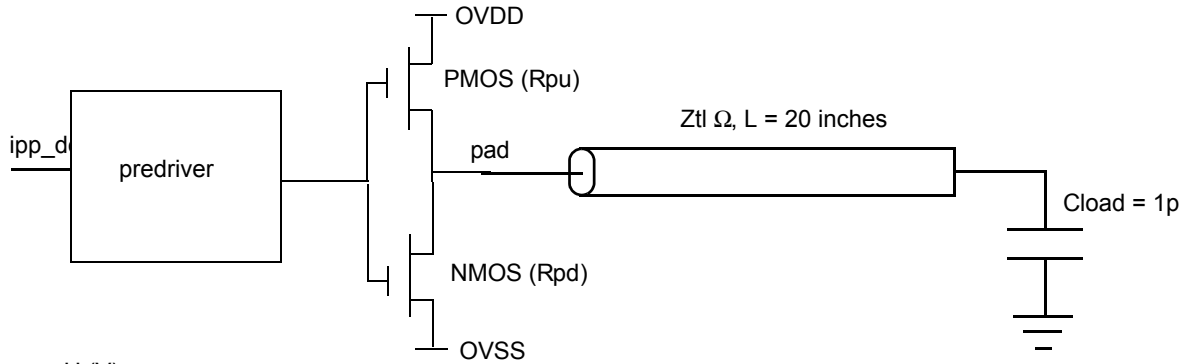 OVDD
PMOS (Rpu)
Ztl Ω, L = 20 inches
pad
predriver
Cload = 1p
NMOS (Rpd)
OVSS